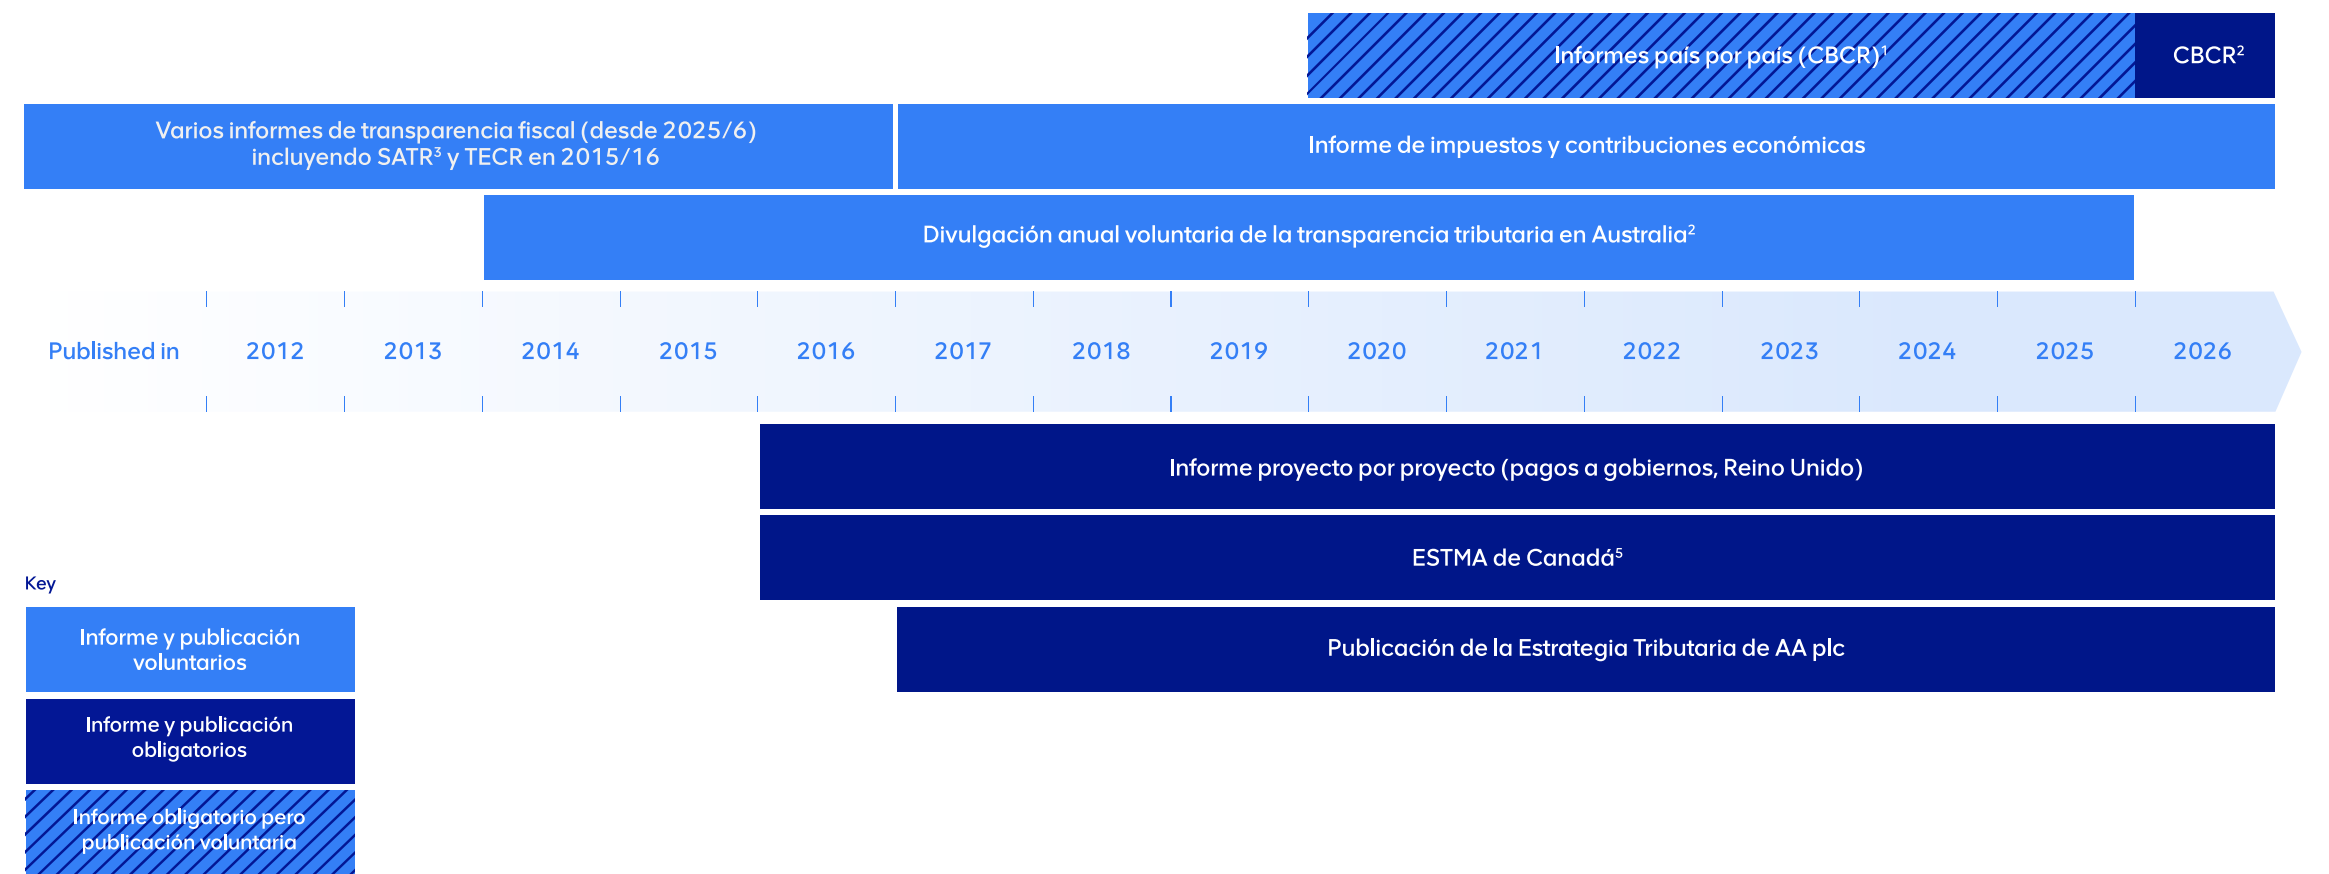 Informes país por país (CBCR)¹
CBCR²
Varios informes de transparencia fiscal (desde 2025/6)
incluyendo SATR³ y TECR en 2015/16
Informe de impuestos y contribuciones económicas
Divulgación anual voluntaria de la transparencia tributaria en Australia²
Published in 2012 2013 2014 2015 2016 2017 2018 2019 2020 2021 2022 2023 2024 2025 2026
Informe proyecto por proyecto (pagos a gobiernos, Reino Unido)
ESTMA de Canadá⁵
Publicación de la Estrategia Tributaria de AA plc
Key
Informe y publicación
voluntarios
Informe y publicación
obligatorios
Informe obligatorio pero
publicación voluntaria